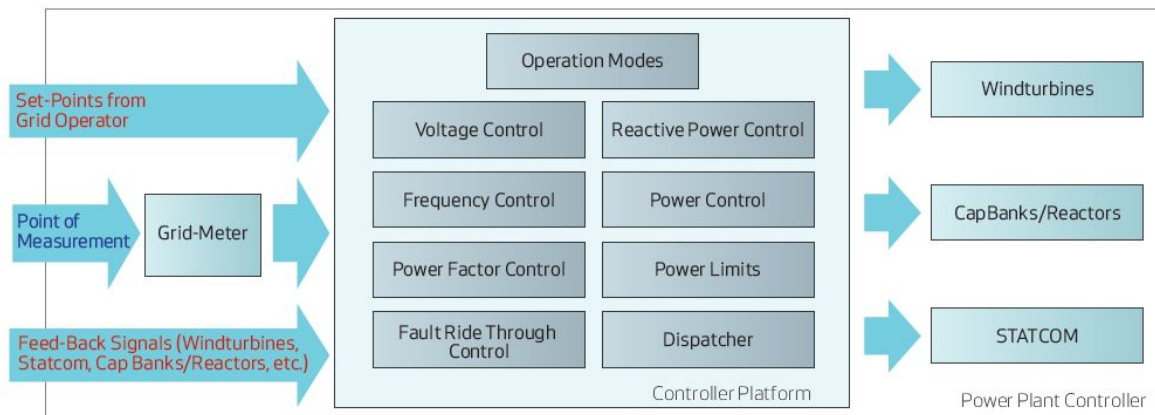 Operation Modes
Set-Points from
Grid Operator
Voltage Control
Reactive Power Control
Windturbines
Point of
Measurement
Grid-Meter
Frequency Control
Power Control
CapBanks/Reactors
Power Factor Control
Power Limits
Feed-Back Signals (Windturbines,
Statcom, Cap Banks/Reactors, etc.)
Fault Ride Through
Control
Dispatcher
STATCOM
Controller Platform
Power Plant Controller